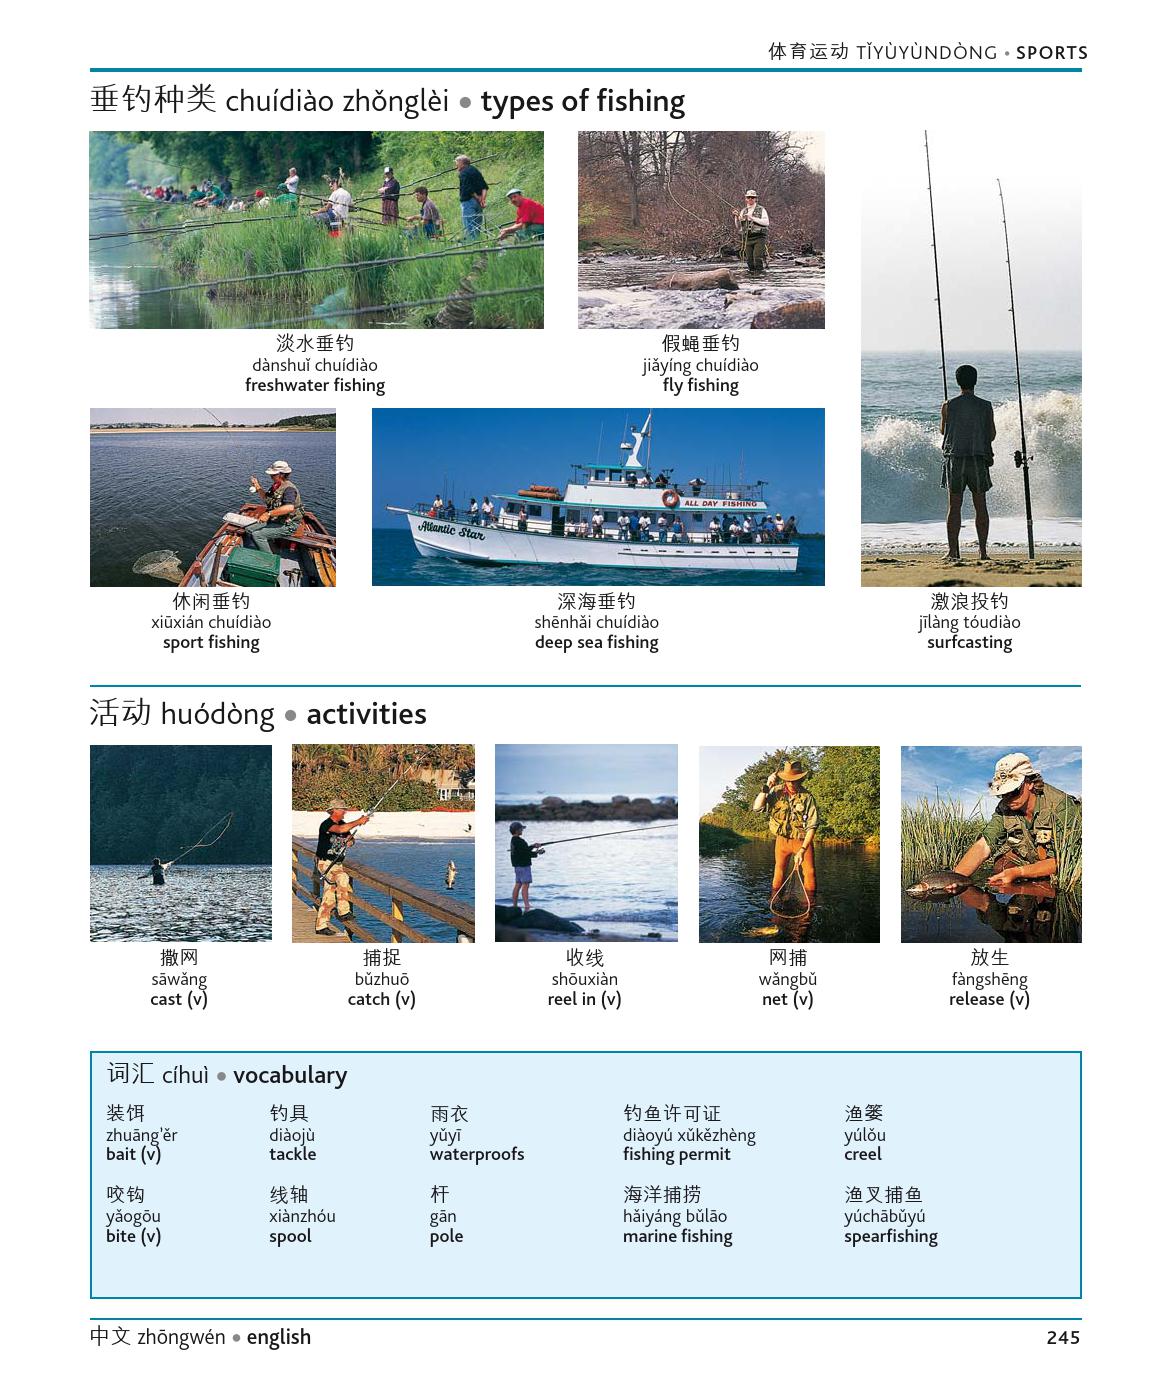 体育运动 TǏYÙYÙNDÒNG • SPORTS
垂钓种类 chuídiào zhǒnglèi • types of fishing
淡水垂钓
dànshuǐ chuídiào
freshwater fishing
假蝇垂钓
jiǎyíng chuídiào
fly fishing
ALL DAY FISHING
Atlantic Star
休闲垂钓
xiūxián chuídiào
sport fishing
深海垂钓
shēnhǎi chuídiào
deep sea fishing
激浪投钓
jīlàng tóudiào
surfcasting
活动 huódòng • activities
撒网
sāwǎng
cast (v)
捕捉
bǔzhuō
catch (v)
收线
shōuxiàn
reel in (v)
网捕
wǎngbǔ
net (v)
放生
fàngshēng
release (v)
词汇 cíhuì • vocabulary
装饵
zhuāng'ěr
bait (v)
钓具
diàojù
tackle
雨衣
yǔyī
waterproofs
钓鱼许可证
diàoyú xǔkězhèng
fishing permit
渔篓
yúlǒu
creel
咬钩
yǎogōu
bite (v)
线轴
xiànzhóu
spool
杆
gān
pole
海洋捕捞
hǎiyáng bǔlāo
marine fishing
渔叉捕鱼
yúchābǔyú
spearfishing
中文 zhōngwén • english
245